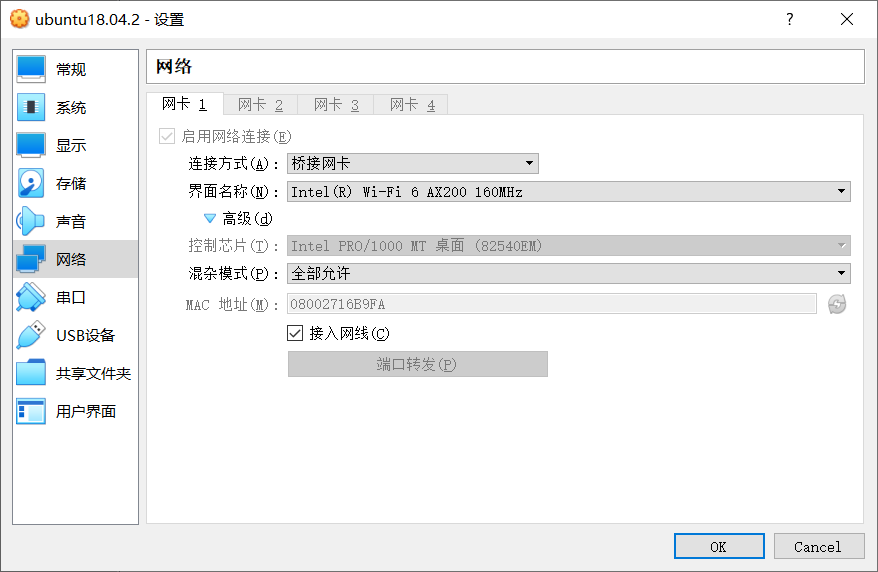 ubuntu18.04.2 - 设置
常规
系统
显示
存储
声音
网络
串口
USB设备
共享文件夹
用户界面
网络
网卡 1 网卡 2 网卡 3 网卡 4
启用网络连接(E)
连接方式(A): 桥接网卡
界面名称(N): Intel(R) Wi-Fi 6 AX200 160MHz
高级(d)
控制芯片(T): Intel PRO/1000 MT 桌面 (82540EM)
混杂模式(P): 全部允许
MAC 地址(M): 08002716B9FA
接入网线(C)
端口转发(P)
OK Cancel